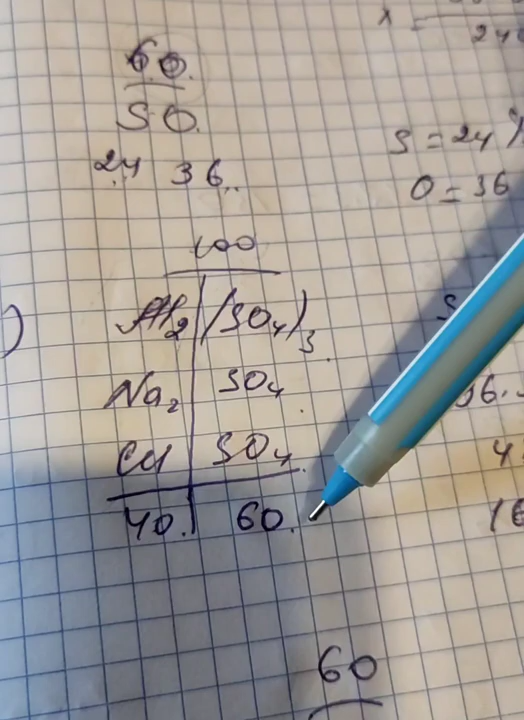 60.
SO.
24 36..
S = 24 %
O = 36
100
Al₂ (SO₄)₃.
Na₂ SO₄.
Cu SO₄.
40. 60.
60